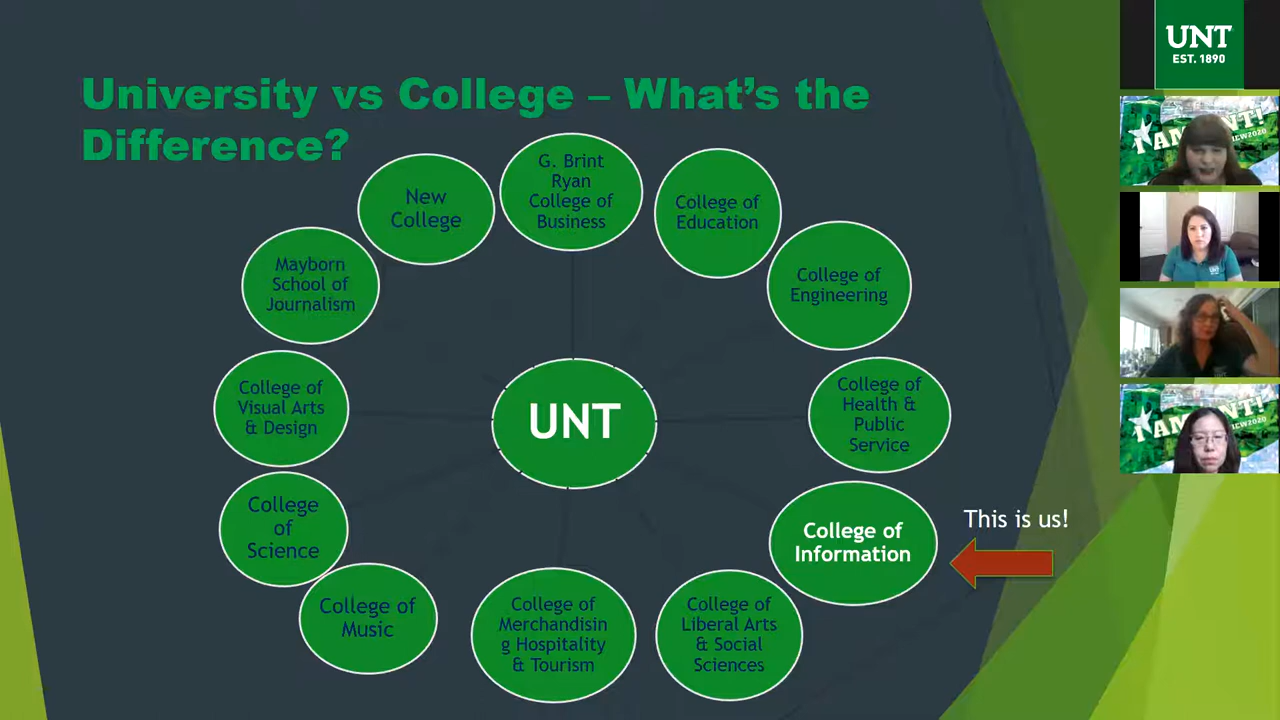 University vs College – What's the
Difference?
G. Brint
Ryan
College of
Business
New
College
College of
Education
Mayborn
School of
Journalism
College of
Engineering
College of
Visual Arts
& Design
UNT
College of
Health &
Public
Service
College
of
Science
College of
Information
This is us!
College of
Music
College of
Merchandisin
g Hospitality
& Tourism
College of
Liberal Arts
& Social
Sciences
UNT
EST. 1890